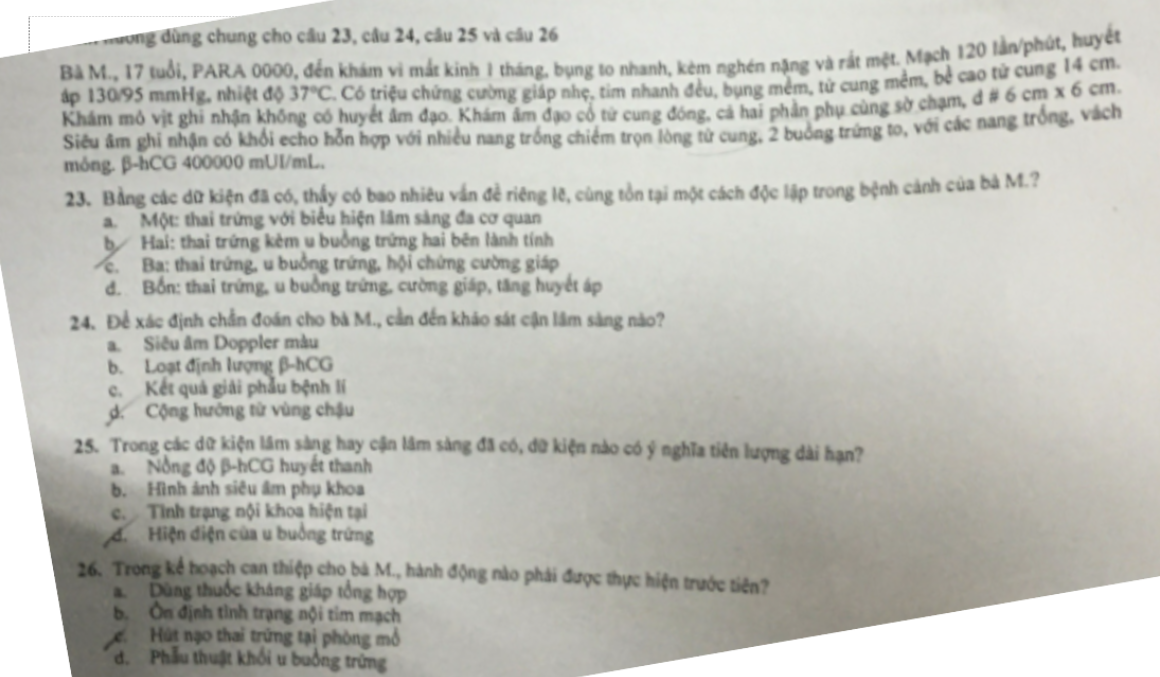 dùng chung cho câu 23, câu 24, câu 25 và câu 26
Bà M., 17 tuổi, PARA 0000, đến khám vì mất kinh 1 tháng, bụng to nhanh, kèm nghén nặng và rất mệt. Mạch 120 lần/phút, huyết
áp 130/95 mmHg, nhiệt độ 37°C. Có triệu chứng cường giáp nhẹ, tim nhanh đều, bụng mềm, tử cung mềm, bề cao tử cung 14 cm.
Khám mỏ vịt ghi nhận không có huyết âm đạo. Khám âm đạo cổ tử cung đóng, cả hai phần phụ cùng sờ chạm, d # 6 cm x 6 cm.
Siêu âm ghi nhận có khối echo hỗn hợp với nhiều nang trống chiếm trọn lòng tử cung, 2 buồng trứng to, với các nang trống, vách
mỏng. β-hCG 400000 mUI/mL.
23. Bằng các dữ kiện đã có, thấy có bao nhiêu vấn đề riêng lẽ, cùng tồn tại một cách độc lập trong bệnh cảnh của bà M.?
a. Một: thai trứng với biểu hiện lâm sàng đa cơ quan
b. Hai: thai trứng kèm u buồng trứng hai bên lành tính
c. Ba: thai trứng, u buồng trứng, hội chứng cường giáp
d. Bốn: thai trứng, u buồng trứng, cường giáp, tăng huyết áp
24. Để xác định chẩn đoán cho bà M., cần đến khảo sát cận lâm sàng nào?
a. Siêu âm Doppler màu
b. Loạt định lượng β-hCG
c. Kết quả giải phẫu bệnh lí
d. Cộng hưởng từ vùng chậu
25. Trong các dữ kiện lâm sàng hay cận lâm sàng đã có, dữ kiện nào có ý nghĩa tiên lượng dài hạn?
a. Nồng độ β-hCG huyết thanh
b. Hình ảnh siêu âm phụ khoa
c. Tình trạng nội khoa hiện tại
d. Hiện diện của u buồng trứng
26. Trong kế hoạch can thiệp cho bà M., hành động nào phải được thực hiện trước tiên?
a. Dùng thuốc kháng giáp tổng hợp
b. Ổn định tình trạng nội tim mạch
c. Hút nạo thai trứng tại phòng mổ
d. Phẫu thuật khối u buồng trứng